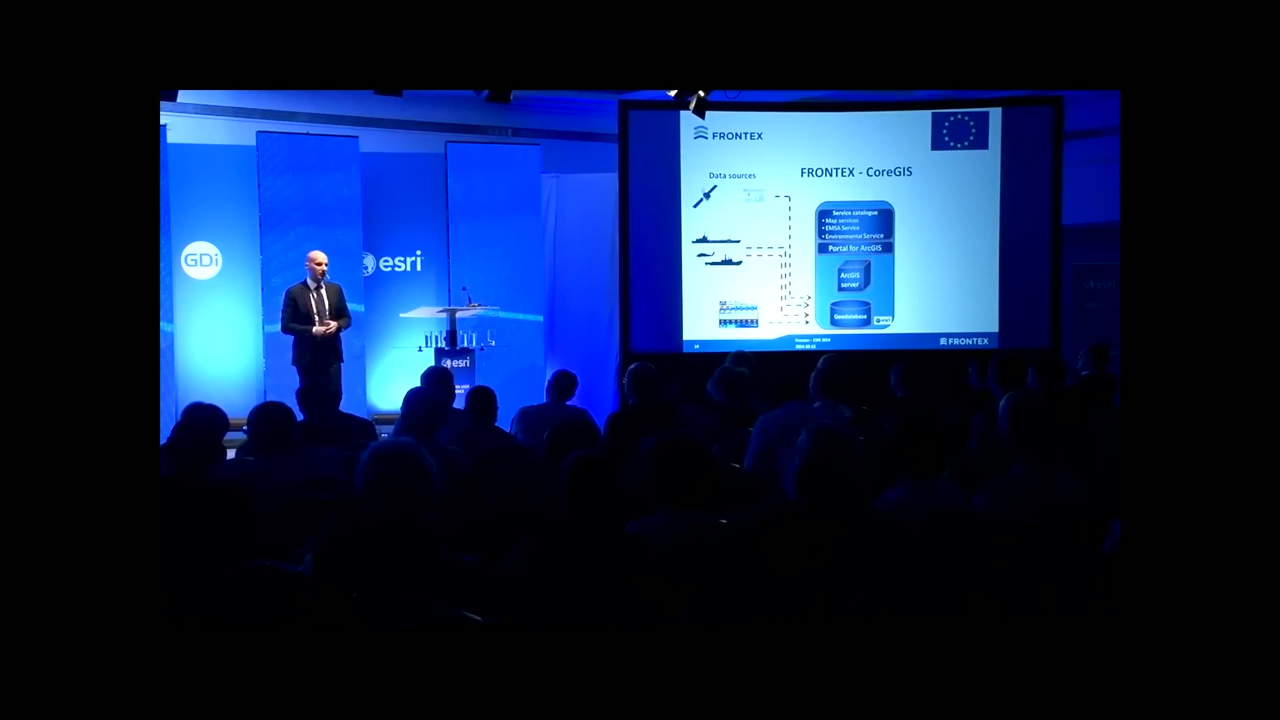 GDi
esri
esri
FRONTEX
Data sources
FRONTEX - CoreGIS
Service catalogue
• Map services
• EMSA Service
• Environmental Service
Portal for ArcGIS
ArcGIS
server
Geodatabase
esri
FRONTEX